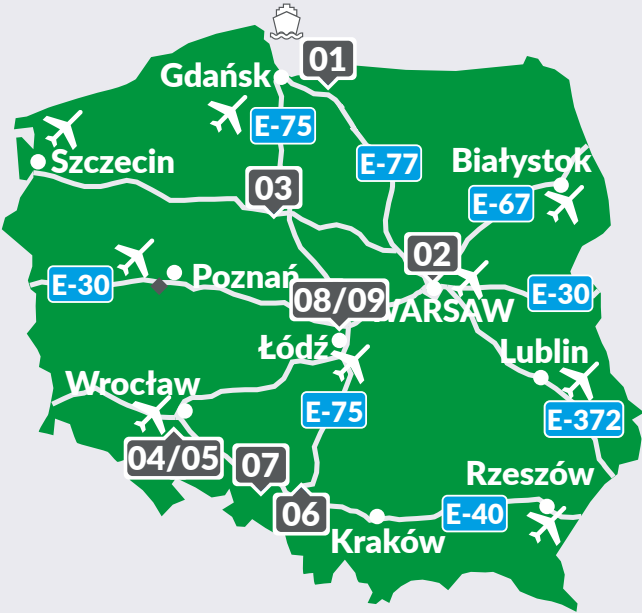 01
Gdańsk
E-75
Szczecin
E-77
Białystok
03
E-67
02
Poznań
E-30
08/09
WARSAW
E-30
Łódź
Lublin
Wrocław
E-75
E-372
04/05
07
Rzeszów
06
E-40
Kraków